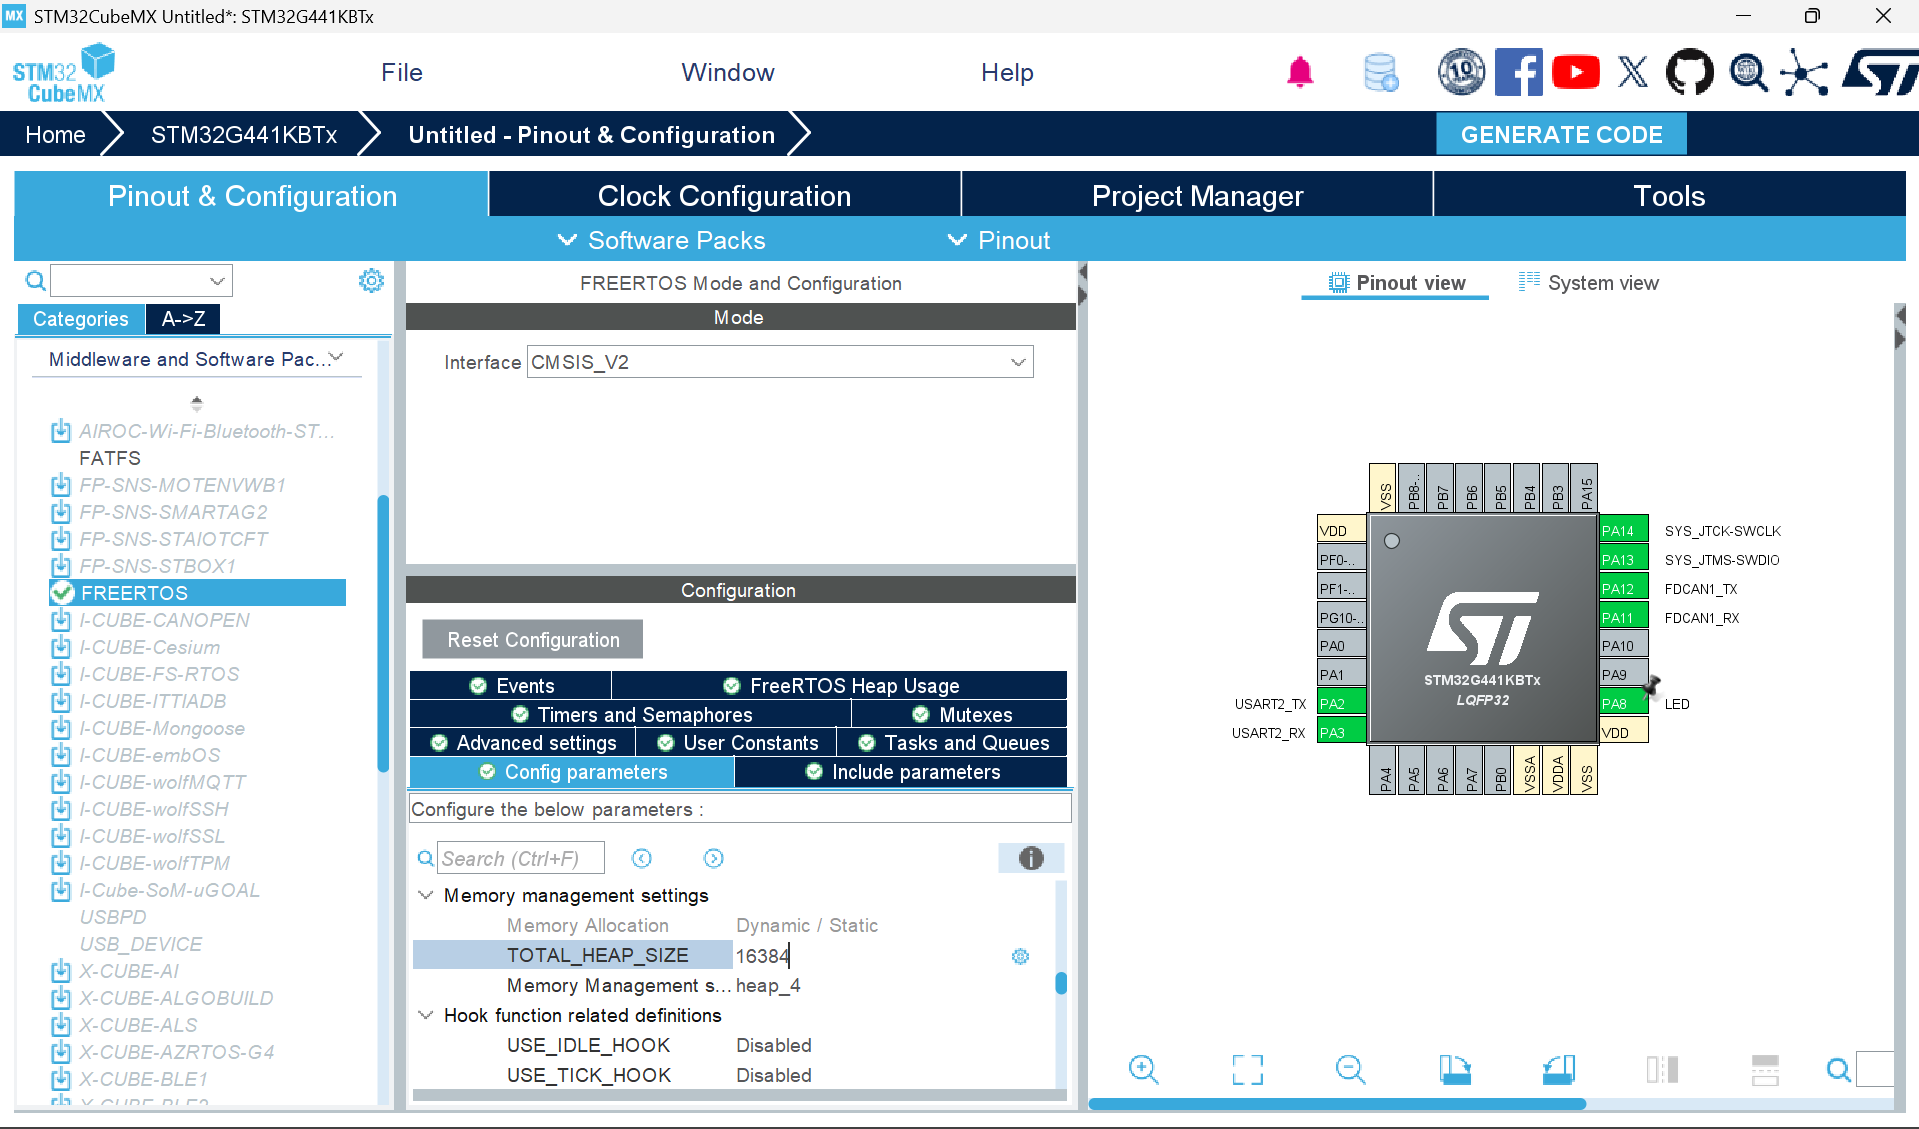 MX STM32CubeMX Untitled*: STM32G441KBTx
STM32 CubeMX
File Window Help
10
Home STM32G441KBTx Untitled - Pinout & Configuration GENERATE CODE
Pinout & Configuration Clock Configuration Project Manager Tools
Software Packs Pinout
Categories A->Z
Middleware and Software Pac...
AIROC-Wi-Fi-Bluetooth-ST...
FATFS
FP-SNS-MOTENVWB1
FP-SNS-SMARTAG2
FP-SNS-STAIOTCFT
FP-SNS-STBOX1
FREERTOS
I-CUBE-CANOPEN
I-CUBE-Cesium
I-CUBE-FS-RTOS
I-CUBE-ITTIADB
I-CUBE-Mongoose
I-CUBE-embOS
I-CUBE-wolfMQTT
I-CUBE-wolfSSH
I-CUBE-wolfSSL
I-CUBE-wolfTPM
I-Cube-SoM-uGOAL
USBPD
USB_DEVICE
X-CUBE-AI
X-CUBE-ALGOBUILD
X-CUBE-ALS
X-CUBE-AZRTOS-G4
X-CUBE-BLE1
X-CUBE-BLE2
FREERTOS Mode and Configuration
Mode
Interface CMSIS_V2
Configuration
Reset Configuration
Events FreeRTOS Heap Usage
Timers and Semaphores Mutexes
Advanced settings User Constants Tasks and Queues
Config parameters Include parameters
Configure the below parameters :
Search (Ctrl+F)
Memory management settings
Memory Allocation Dynamic / Static
TOTAL_HEAP_SIZE 16384
Memory Management s... heap_4
Hook function related definitions
USE_IDLE_HOOK Disabled
USE_TICK_HOOK Disabled
Pinout view System view
VSS PB8-.. PB7 PB6 PB5 PB4 PB3 PA15
VDD PA14 SYS_JTCK-SWCLK
PF0-.. PA13 SYS_JTMS-SWDIO
PF1-.. PA12 FDCAN1_TX
PG10-.. PA11 FDCAN1_RX
PA0 PA10
PA1 PA9
USART2_TX PA2 PA8 LED
USART2_RX PA3 VDD
ST
STM32G441KBTx
LQFP32
PA4 PA5 PA6 PA7 PB0 VSSA VDDA VSS